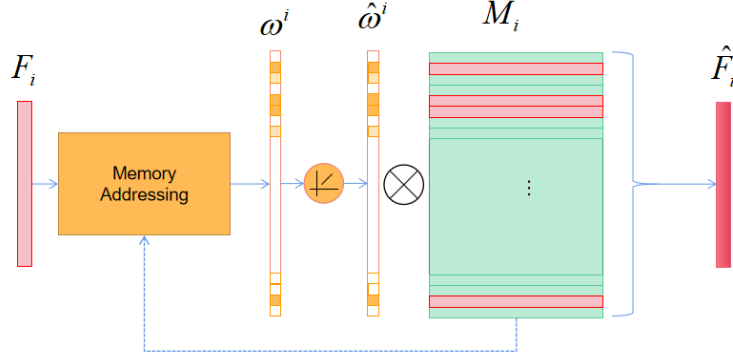 F_i
ω^i
ω̂^i
M_i
F̂_i
Memory
Addressing
⋮